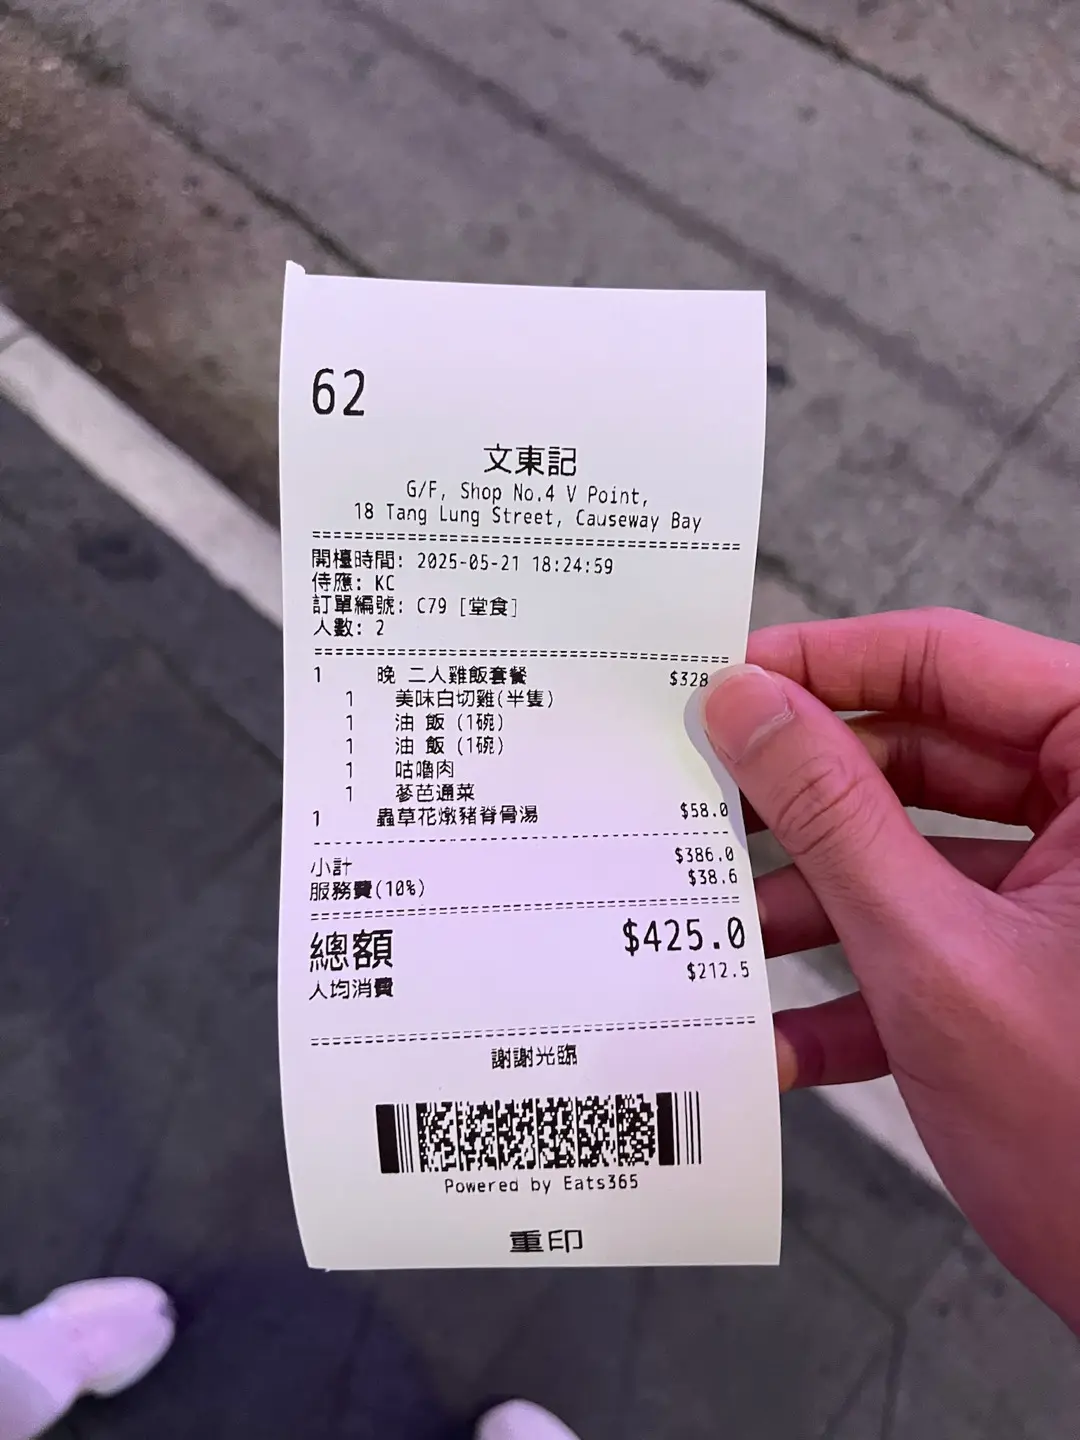 62
文東記
G/F, Shop No.4 V Point,
18 Tang Lung Street, Causeway Bay
開檯時間: 2025-05-21 18:24:59
侍應: KC
訂單編號: C79 [堂食]
人數: 2
1 晚 二人雞飯套餐 $328
1 美味白切雞(半隻)
1 油 飯 (1碗)
1 油 飯 (1碗)
1 咕嚕肉
1 蔘芭通菜
1 蟲草花燉豬脊骨湯 $58.0
小計 $386.0
服務費(10%) $38.6
總額 $425.0
人均消費 $212.5
謝謝光臨
Powered by Eats365
重印